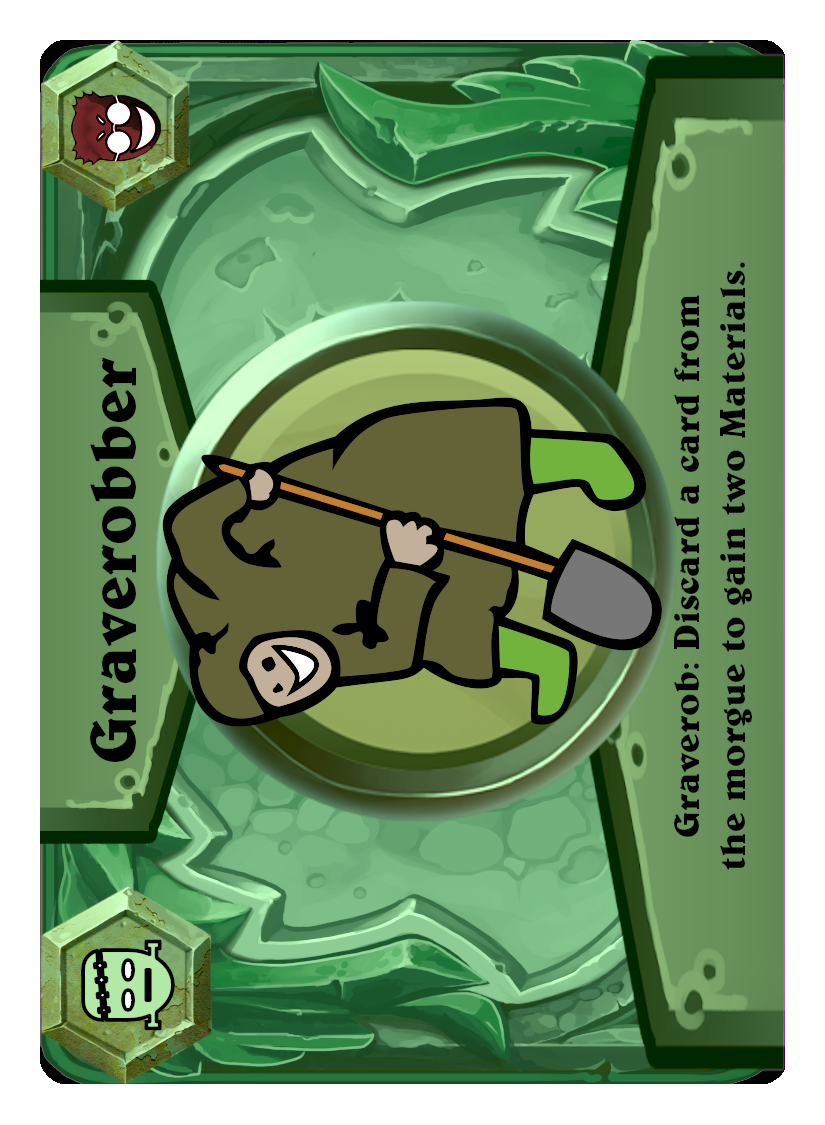 Graverobber
Graverob: Discard a card from
the morgue to gain two Materials.